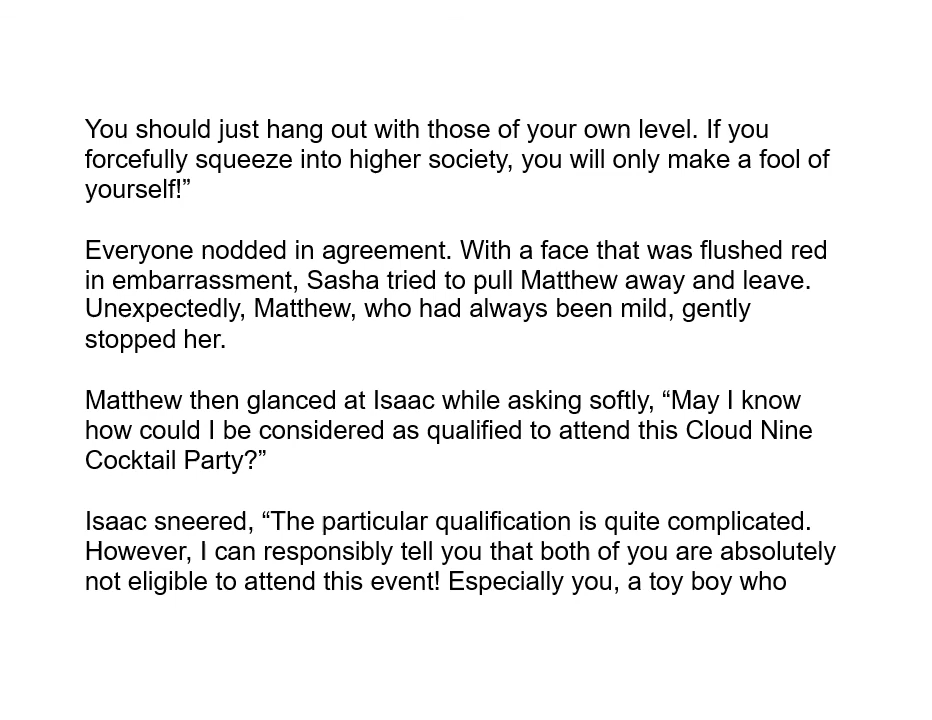 You should just hang out with those of your own level. If you
forcefully squeeze into higher society, you will only make a fool of
yourself!”
Everyone nodded in agreement. With a face that was flushed red
in embarrassment, Sasha tried to pull Matthew away and leave.
Unexpectedly, Matthew, who had always been mild, gently
stopped her.
Matthew then glanced at Isaac while asking softly, “May I know
how could I be considered as qualified to attend this Cloud Nine
Cocktail Party?”
Isaac sneered, “The particular qualification is quite complicated.
However, I can responsibly tell you that both of you are absolutely
not eligible to attend this event! Especially you, a toy boy who